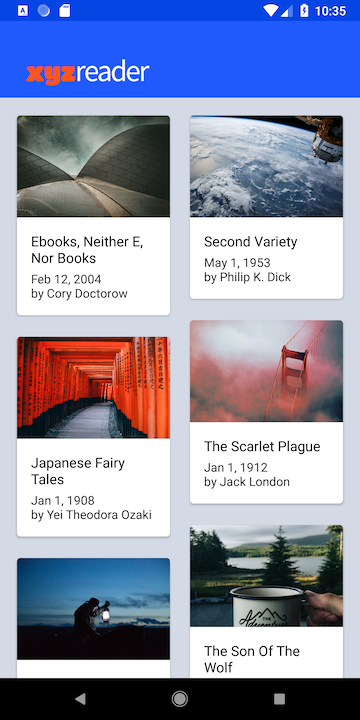 10:35
xyzreader
Ebooks, Neither E,
Nor Books
Feb 12, 2004
by Cory Doctorow
Second Variety
May 1, 1953
by Philip K. Dick
Japanese Fairy
Tales
Jan 1, 1908
by Yei Theodora Ozaki
The Scarlet Plague
Jan 1, 1912
by Jack London
THE
Adventure
The Son Of The
Wolf